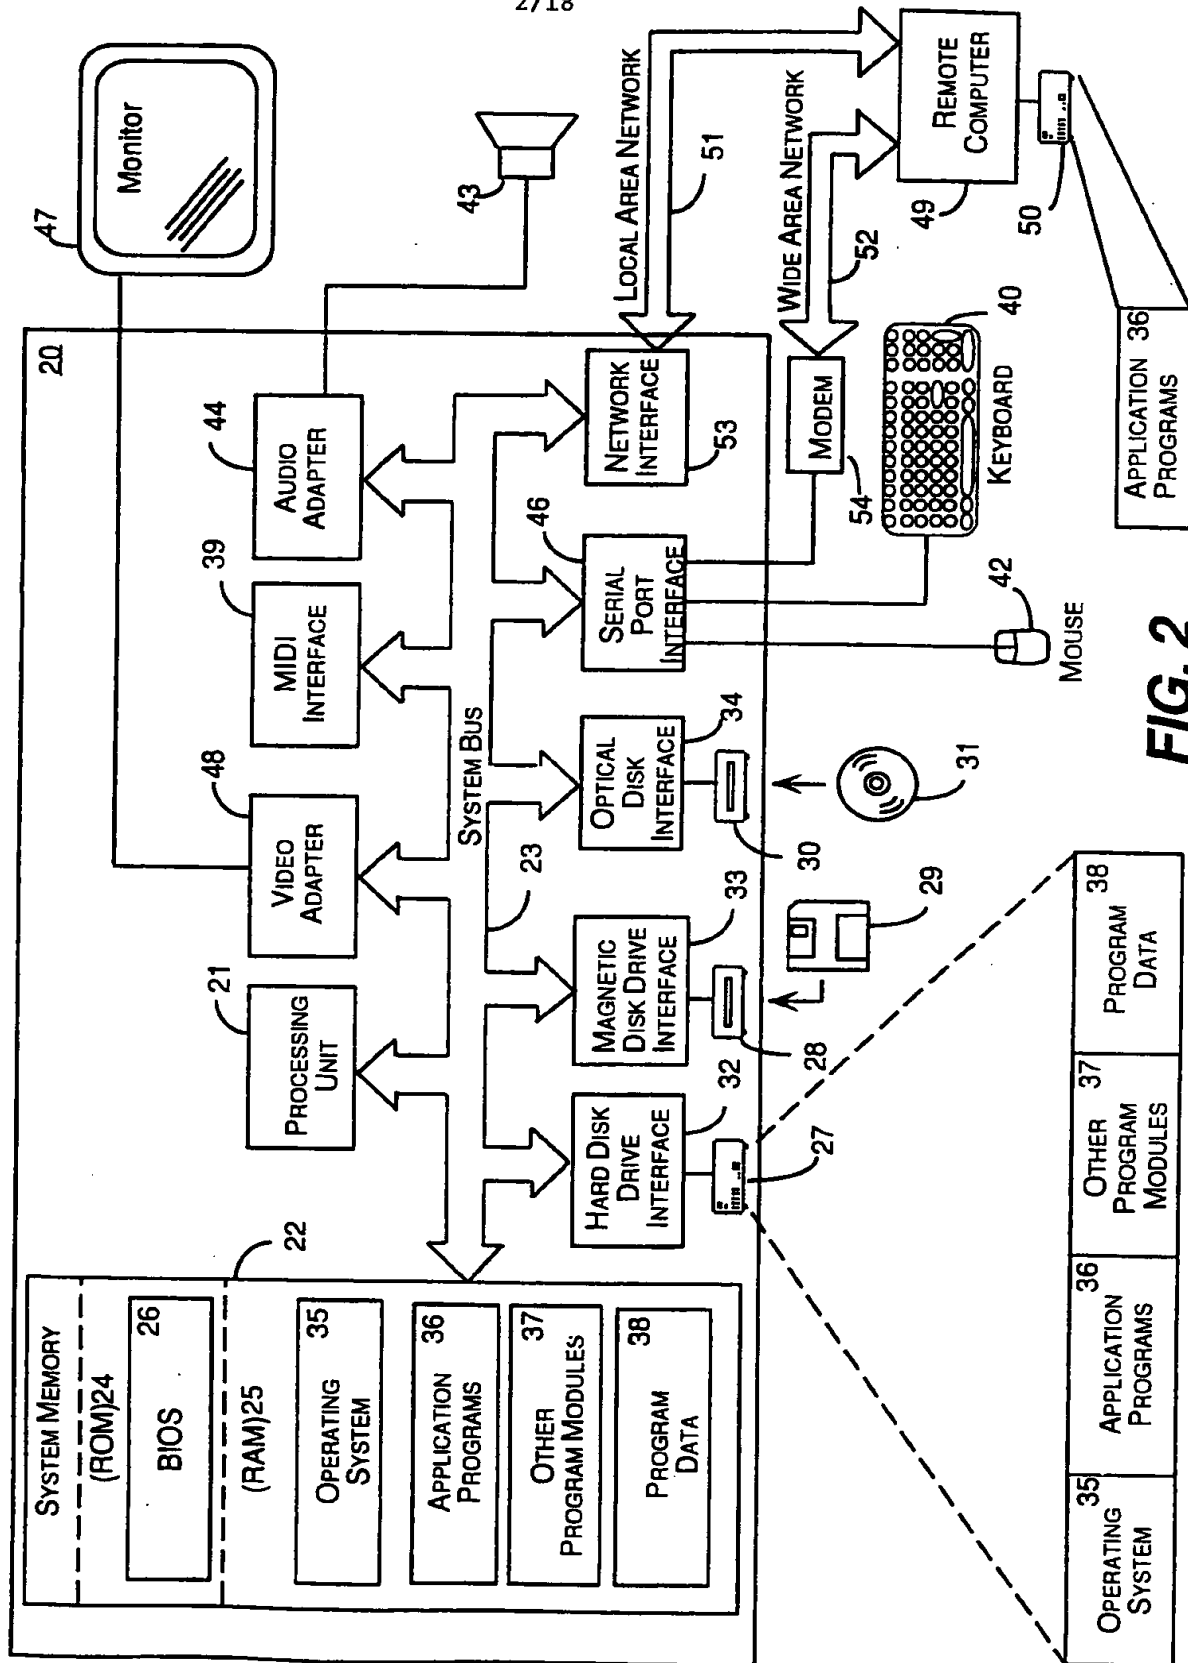 2/18
Monitor
47
43
20
44
AUDIO
ADAPTER
39
MIDI
INTERFACE
48
VIDEO
ADAPTER
21
PROCESSING
UNIT
22
SYSTEM MEMORY
(ROM)24
BIOS
26
(RAM)25
OPERATING
SYSTEM
35
APPLICATION
PROGRAMS
36
OTHER
PROGRAM MODULES
37
PROGRAM
DATA
38
SYSTEM BUS
23
HARD DISK
DRIVE
INTERFACE
32
MAGNETIC
DISK DRIVE
INTERFACE
33
OPTICAL
DISK
INTERFACE
34
SERIAL
PORT
INTERFACE
46
NETWORK
INTERFACE
53
27
28
30
29
31
LOCAL AREA NETWORK
51
WIDE AREA NETWORK
52
MODEM
54
REMOTE
COMPUTER
49
50
KEYBOARD
40
MOUSE
42
APPLICATION
PROGRAMS
36
OPERATING
SYSTEM
35
APPLICATION
PROGRAMS
36
OTHER
PROGRAM
MODULES
37
PROGRAM
DATA
38
FIG. 2